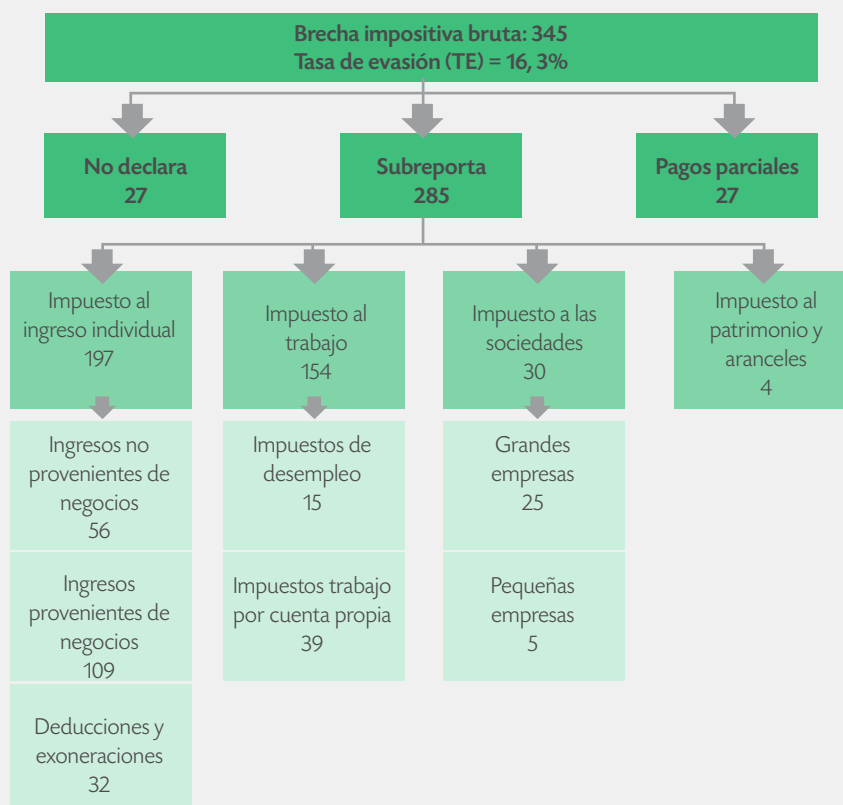 Brecha impositiva bruta: 345
Tasa de evasión (TE) = 16, 3%
No declara
27
Subreporta
285
Pagos parciales
27
Impuesto al
ingreso individual
197
Impuesto al
trabajo
154
Impuesto a las
sociedades
30
Impuesto al
patrimonio y
aranceles
4
Ingresos no
provenientes de
negocios
56
Impuestos de
desempleo
15
Grandes
empresas
25
Ingresos
provenientes de
negocios
109
Impuestos trabajo
por cuenta propia
39
Pequeñas
empresas
5
Deducciones y
exoneraciones
32